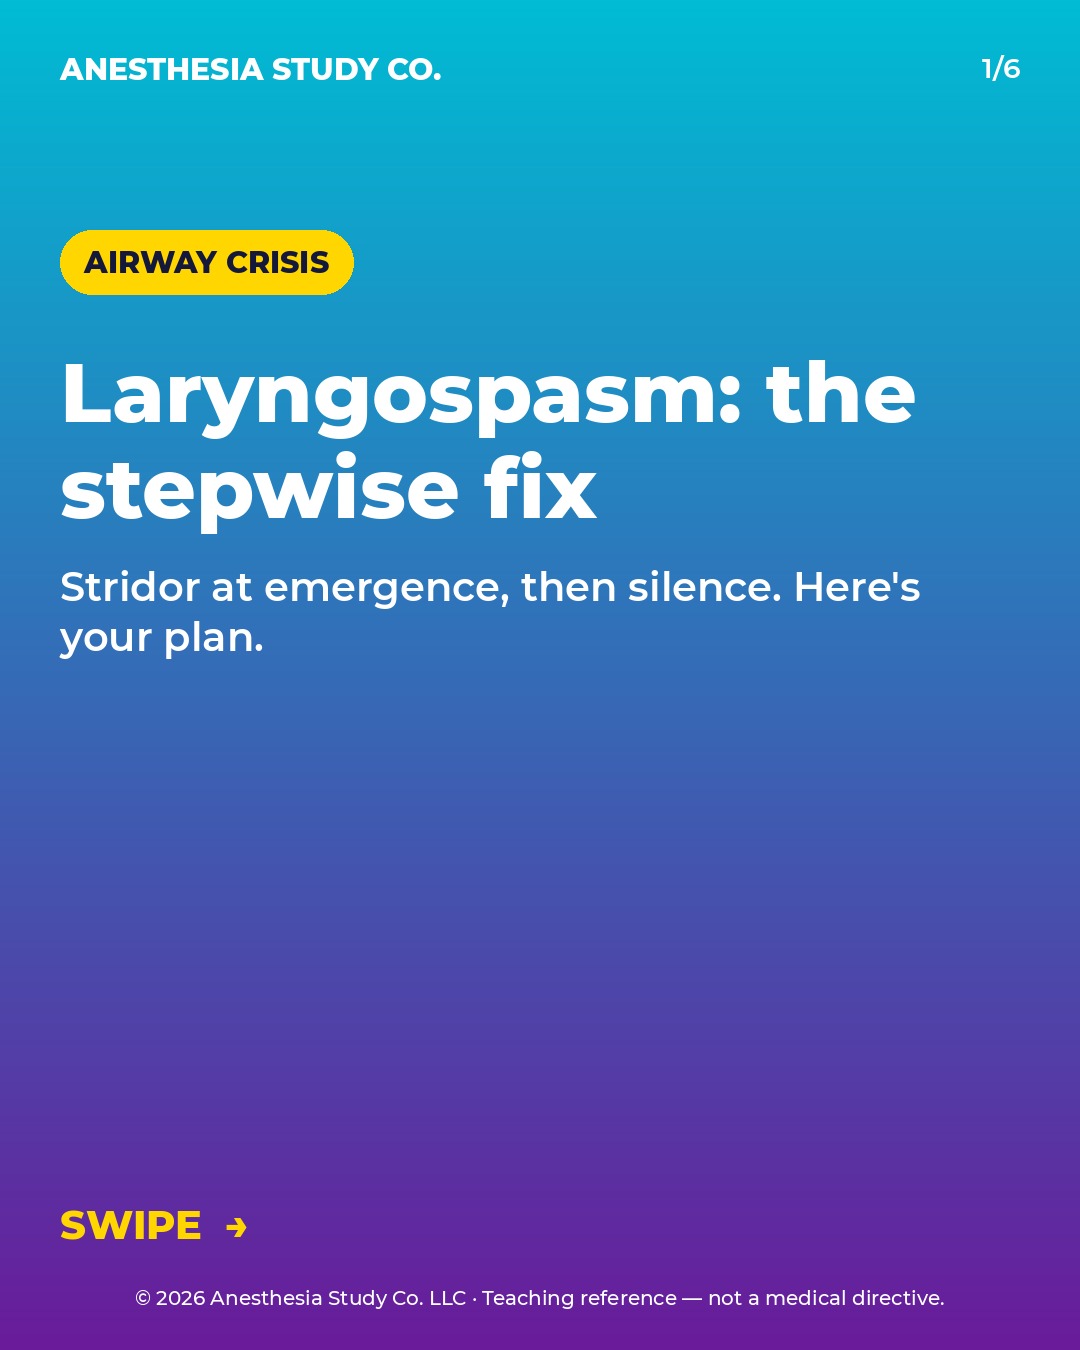 ANESTHESIA STUDY CO.
1/6
AIRWAY CRISIS
Laryngospasm: the
stepwise fix
Stridor at emergence, then silence. Here's
your plan.
SWIPE →
© 2026 Anesthesia Study Co. LLC · Teaching reference — not a medical directive.